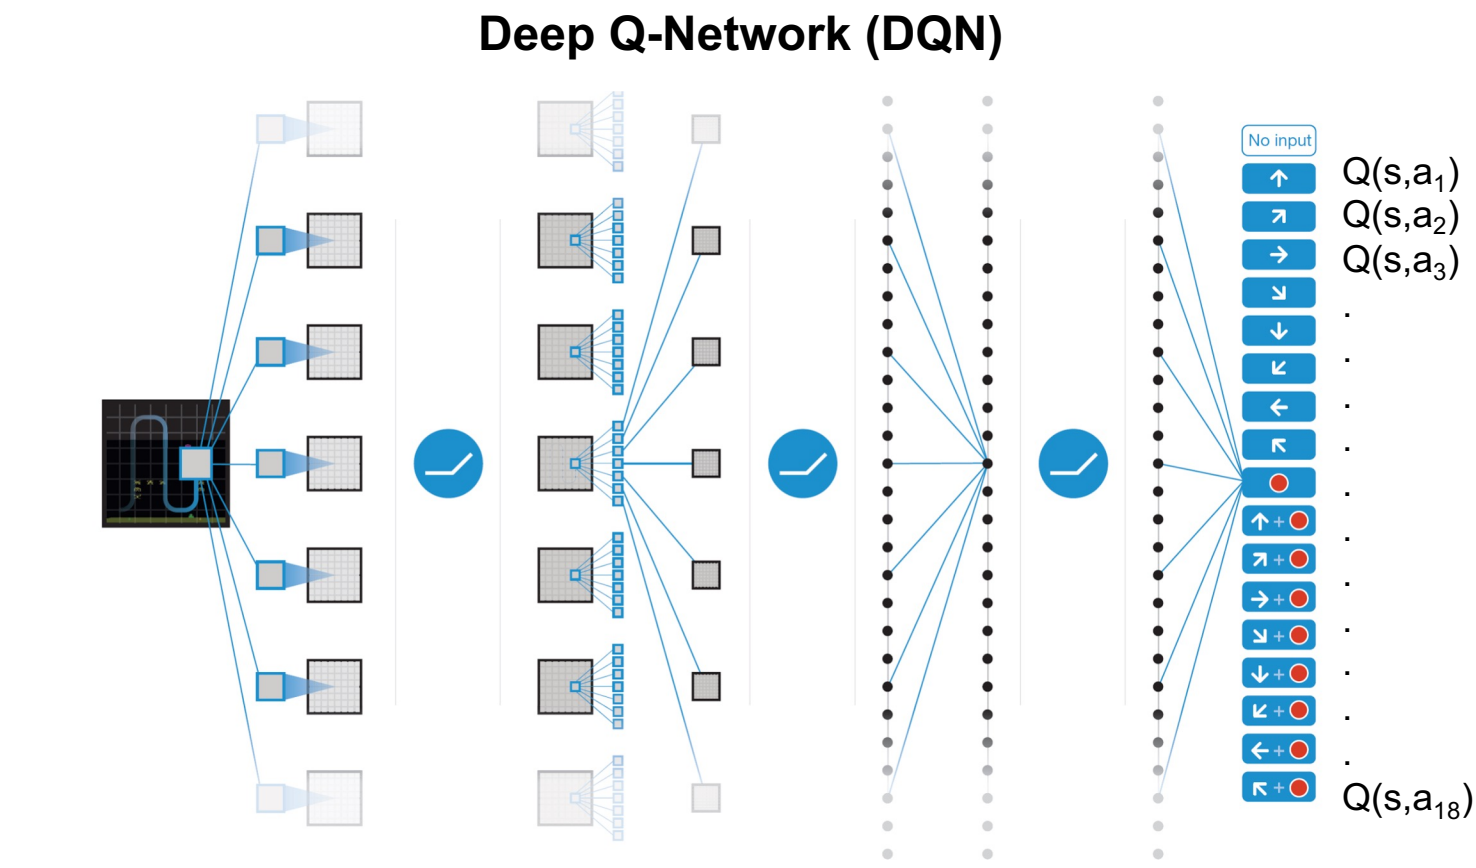 Deep Q-Network (DQN)
No input
Q(s,a₁)
Q(s,a₂)
Q(s,a₃)
.
.
.
.
.
.
.
.
.
.
.
Q(s,a₁₈)